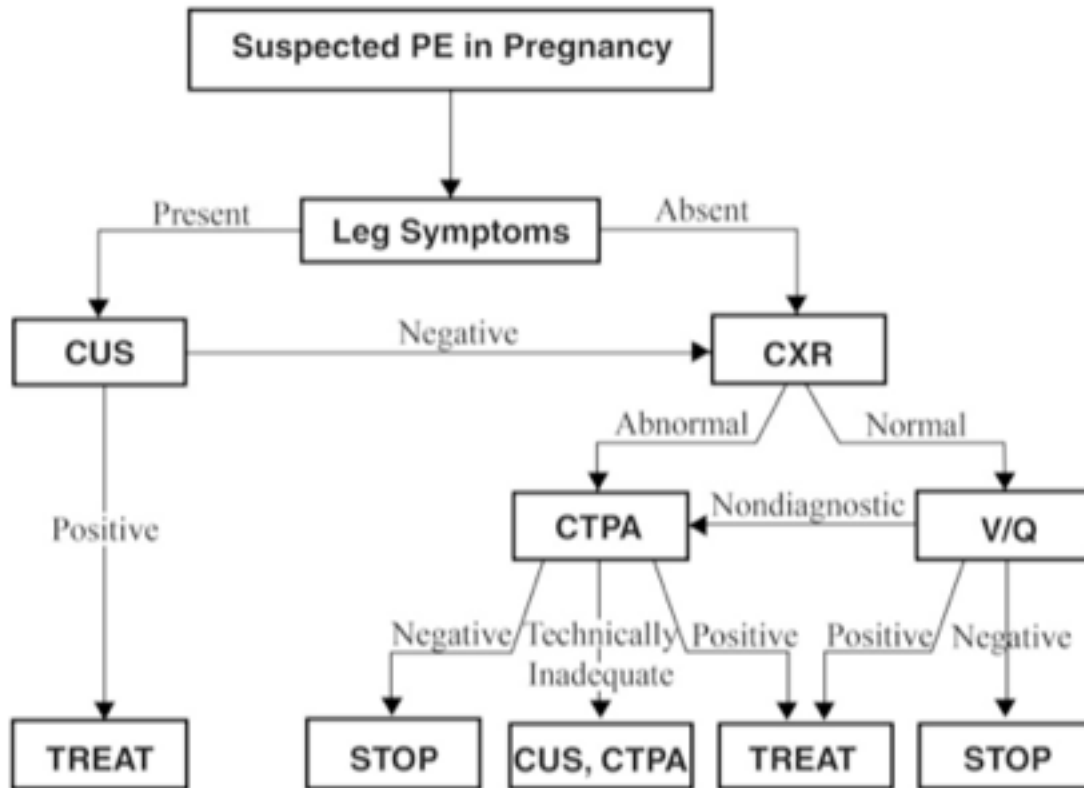 Suspected PE in Pregnancy
Present
Absent
Leg Symptoms
CUS
Negative
CXR
Abnormal
Normal
CTPA
Nondiagnostic
V/Q
Positive
Negative
Technically
Inadequate
Positive
Positive
Negative
TREAT
STOP
CUS, CTPA
TREAT
STOP